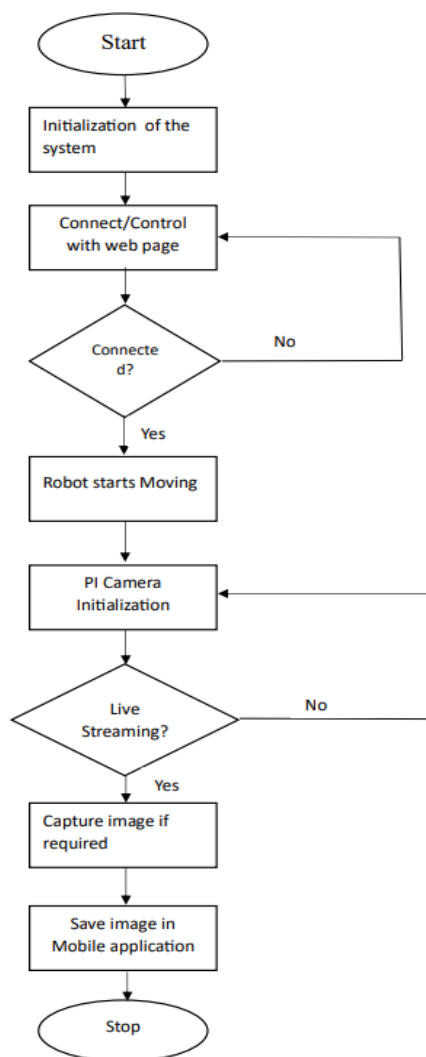 Start
Initialization of the
system
Connect/Control
with web page
Connecte
d?
No
Yes
Robot starts Moving
PI Camera
Initialization
Live
Streaming?
No
Yes
Capture image if
required
Save image in
Mobile application
Stop